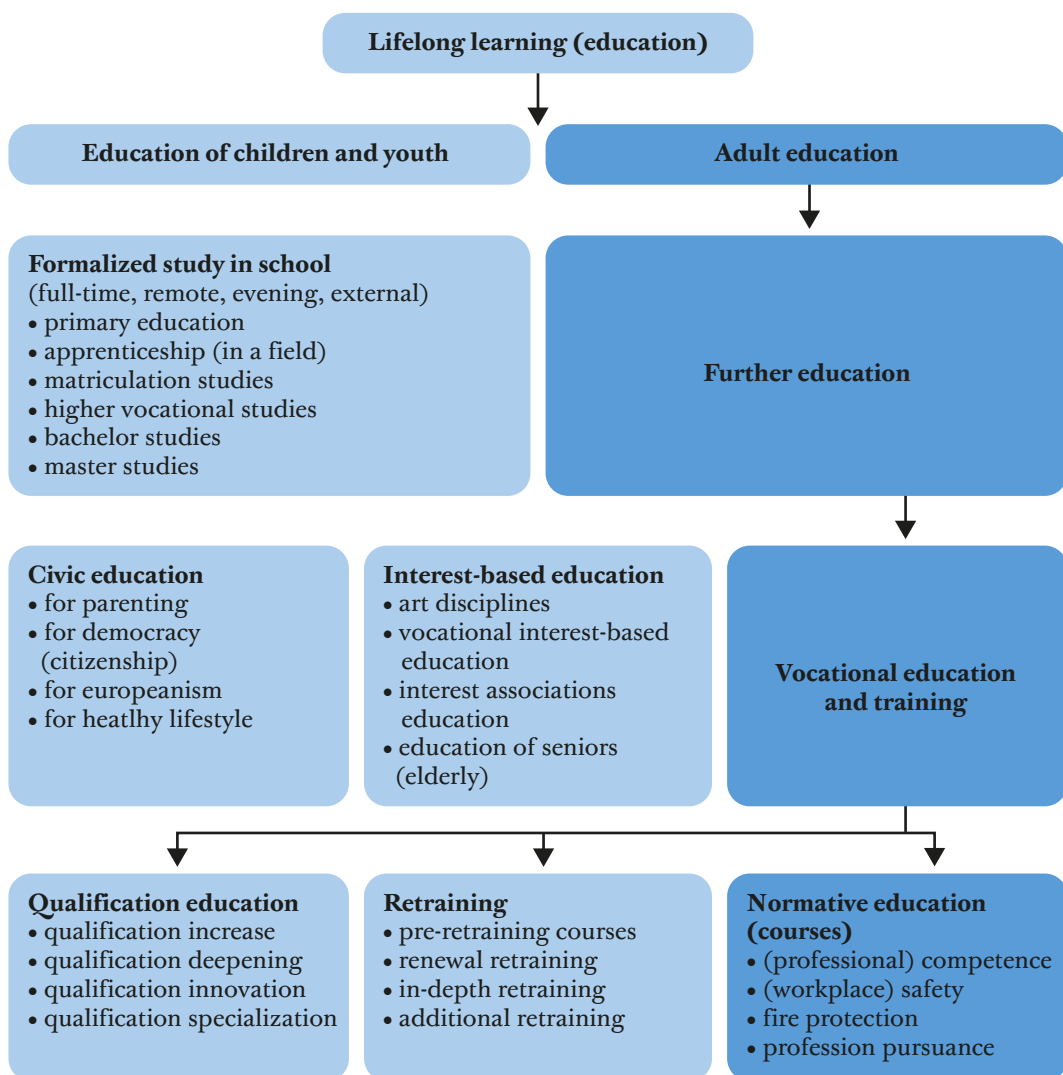 Lifelong learning (education)
Education of children and youth
Adult education
Formalized study in school
(full-time, remote, evening, external)
• primary education
• apprenticeship (in a field)
• matriculation studies
• higher vocational studies
• bachelor studies
• master studies
Further education
Civic education
• for parenting
• for democracy
(citizenship)
• for europeanism
• for heatlhy lifestyle
Interest-based education
• art disciplines
• vocational interest-based
education
• interest associations
education
• education of seniors
(elderly)
Vocational education
and training
Qualification education
• qualification increase
• qualification deepening
• qualification innovation
• qualification specialization
Retraining
• pre-retraining courses
• renewal retraining
• in-depth retraining
• additional retraining
Normative education
(courses)
• (professional) competence
• (workplace) safety
• fire protection
• profession pursuance